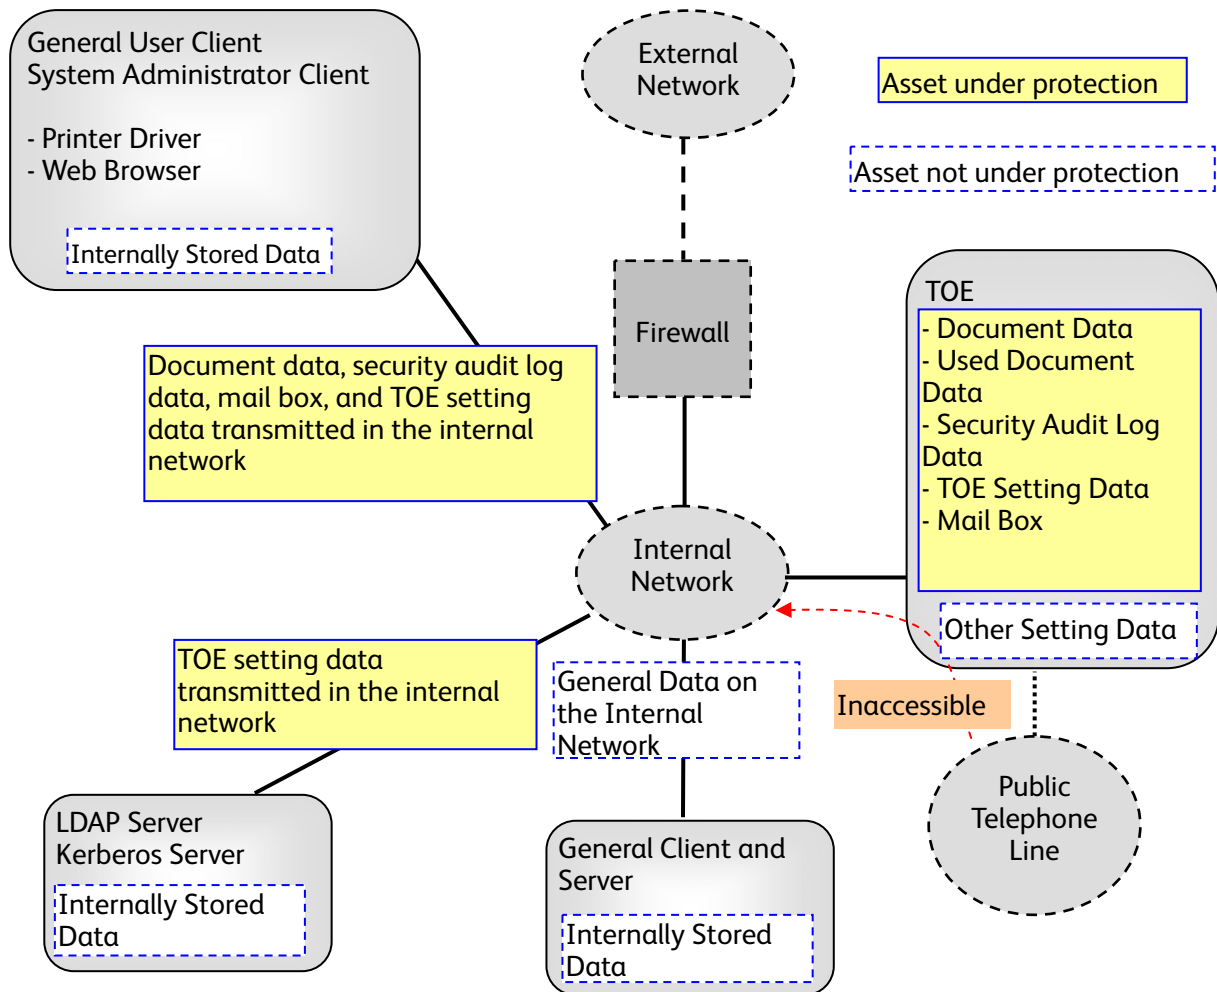 General User Client
System Administrator Client
- Printer Driver
- Web Browser
Internally Stored Data
External
Network
Asset under protection
Asset not under protection
Firewall
TOE
- Document Data
- Used Document
Data
- Security Audit Log
Data
- TOE Setting Data
- Mail Box
Other Setting Data
Document data, security audit log
data, mail box, and TOE setting
data transmitted in the internal
network
Internal
Network
TOE setting data
transmitted in the internal
network
General Data on
the Internal
Network
Inaccessible
Public
Telephone
Line
LDAP Server
Kerberos Server
Internally Stored
Data
General Client and
Server
Internally Stored
Data